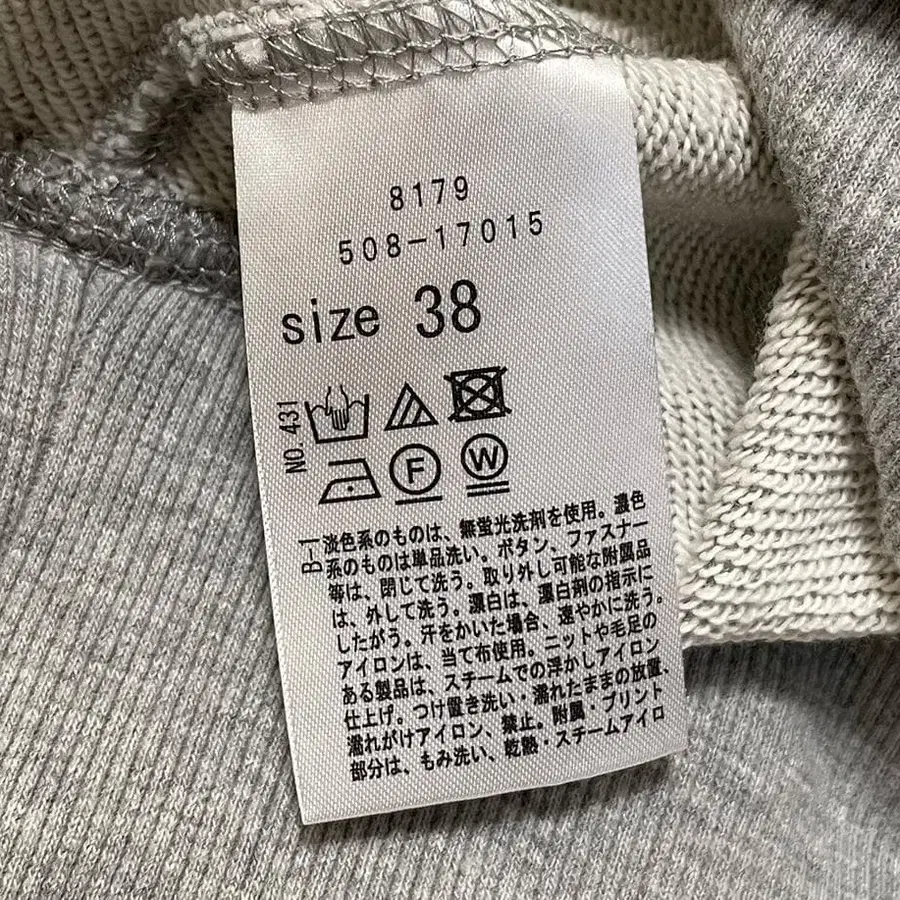 8179
508-17015
size 38
NO.431
F
W
B-1
淡色系のものは、無蛍光洗剤を使用。濃色
系のものは単品洗い。ボタン、ファスナー
等は、閉じて洗う。取り外し可能な附属品
は、外して洗う。漂白は、漂白剤の指示に
したがう。汗をかいた場合、速やかに洗う。
アイロンは、当て布使用。ニットや毛足の
ある製品は、スチームでの浮かしアイロン
仕上げ。つけ置き洗い・濡れたままの放置、
濡れがけアイロン、禁止。附属・プリント
部分は、もみ洗い、乾熱・スチームアイロ